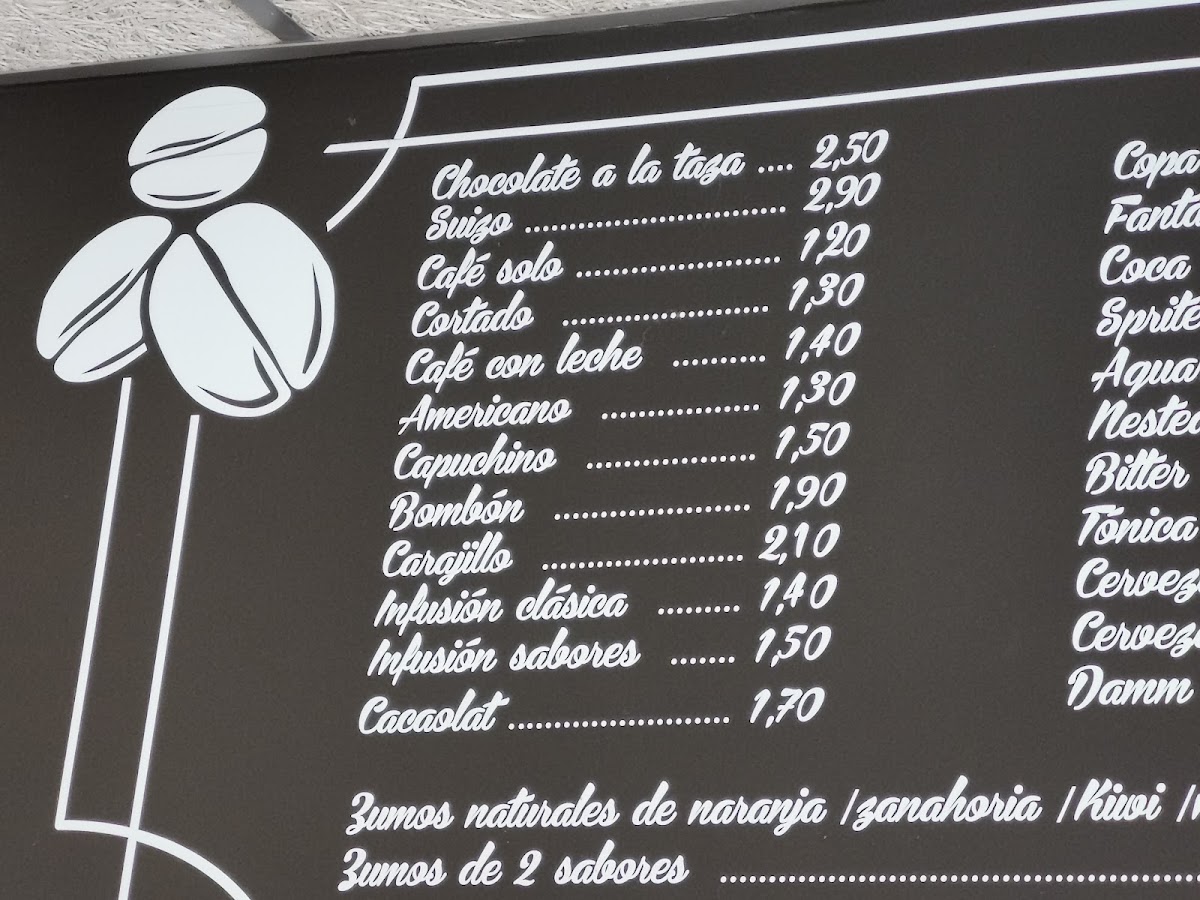 Chocolate a la taza .... 2,50
Suizo ........................... 2,90
Café solo ..................... 1,20
Cortado ..................... 1,30
Café con leche ......... 1,40
Americano ................ 1,30
Capuchino ................. 1,50
Bombón .................... 1,90
Carajillo ..................... 2,10
Infusión clásica ........ 1,40
Infusión sabores ....... 1,50
Cacaolat ....................... 1,70
Copa
Fanta
Coca
Sprite
Aqua
Nestea
Bitter
Tónica
Cervez
Cervez
Damm
Zumos naturales de naranja /zanahoria /Kiwi /
Zumos de 2 sabores ................................................